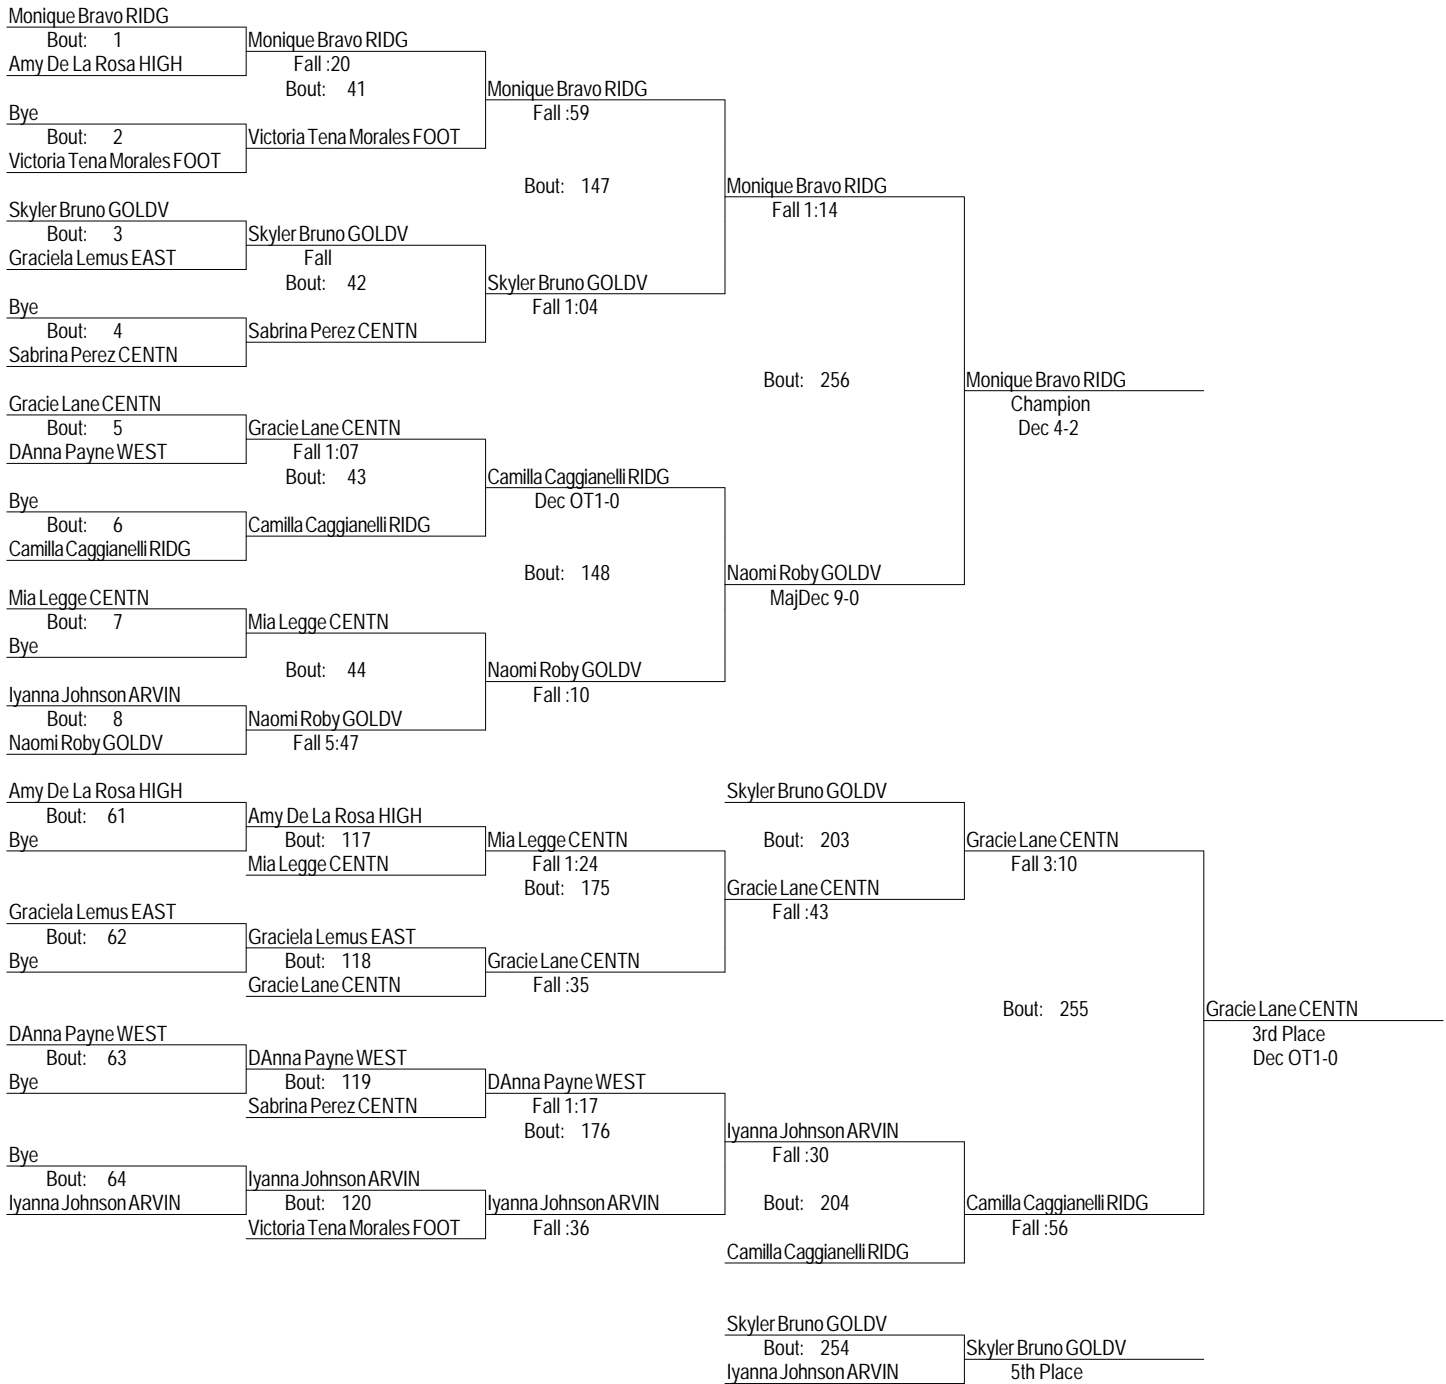 Monique Bravo RIDG
Bout: 1
Monique Bravo RIDG
Amy De La Rosa HIGH
Fall :20
Bout: 41
Monique Bravo RIDG
Bye
Fall :59
Bout: 2
Victoria Tena Morales FOOT
Victoria Tena Morales FOOT
Bout: 147
Monique Bravo RIDG
Skyler Bruno GOLDV
Fall 1:14
Bout: 3
Skyler Bruno GOLDV
Graciela Lemus EAST
Fall
Bout: 42
Skyler Bruno GOLDV
Bye
Fall 1:04
Bout: 4
Sabrina Perez CENTN
Sabrina Perez CENTN
Bout: 256
Monique Bravo RIDG
Gracie Lane CENTN
Champion
Bout: 5
Gracie Lane CENTN
Dec 4-2
DAnna Payne WEST
Fall 1:07
Bout: 43
Camilla Caggianelli RIDG
Bye
Dec OT1-0
Bout: 6
Camilla Caggianelli RIDG
Camilla Caggianelli RIDG
Bout: 148
Naomi Roby GOLDV
Mia Legge CENTN
MajDec 9-0
Bout: 7
Mia Legge CENTN
Bye
Bout: 44
Naomi Roby GOLDV
Iyanna Johnson ARVIN
Fall :10
Bout: 8
Naomi Roby GOLDV
Naomi Roby GOLDV
Fall 5:47
Amy De La Rosa HIGH
Skyler Bruno GOLDV
Bout: 61
Amy De La Rosa HIGH
Bye
Bout: 117
Mia Legge CENTN
Bout: 203
Gracie Lane CENTN
Mia Legge CENTN
Fall 1:24
Fall 3:10
Bout: 175
Gracie Lane CENTN
Graciela Lemus EAST
Fall :43
Bout: 62
Graciela Lemus EAST
Bye
Bout: 118
Gracie Lane CENTN
Gracie Lane CENTN
Fall :35
Bout: 255
Gracie Lane CENTN
DAnna Payne WEST
3rd Place
Bout: 63
DAnna Payne WEST
Dec OT1-0
Bye
Bout: 119
DAnna Payne WEST
Sabrina Perez CENTN
Fall 1:17
Bout: 176
Iyanna Johnson ARVIN
Bye
Fall :30
Bout: 64
Iyanna Johnson ARVIN
Iyanna Johnson ARVIN
Bout: 120
Iyanna Johnson ARVIN
Bout: 204
Camilla Caggianelli RIDG
Victoria Tena Morales FOOT
Fall :36
Fall :56
Camilla Caggianelli RIDG
Skyler Bruno GOLDV
Bout: 254
Skyler Bruno GOLDV
Iyanna Johnson ARVIN
5th Place